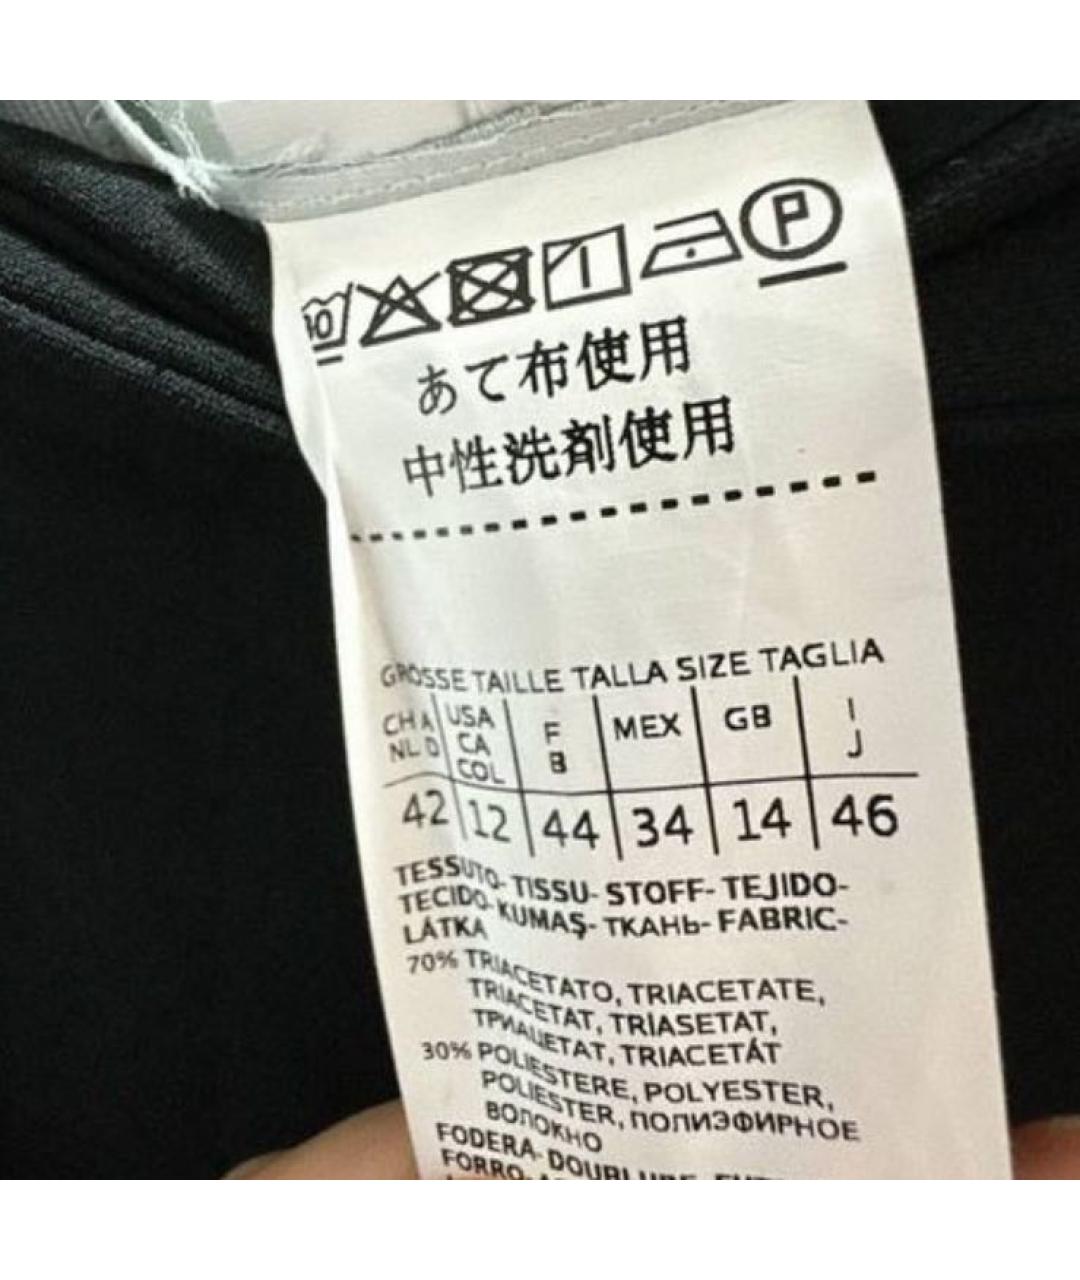 P
あて布使用
中性洗剤使用
GROSSE TAILLE TALLA SIZE TAGLIA
CH A NL D USA CA COL F B MEX GB I J
42 12 44 34 14 46
TESSUTO-TISSU- STOFF- TEJIDO-
TECIDO-KUMAŞ- ТКАНЬ- FABRIC-
LÁTKA
70% TRIACETATO, TRIACETATE,
TRIACETAT, TRİASETAT,
ТРИАЦЕТАТ, TRIACETÁT
30% POLIESTERE, POLYESTER,
POLIESTER, ПОЛИЭФИРНОЕ
ВОЛОКНО
FODERA- DOUBLURE-
FORRO-